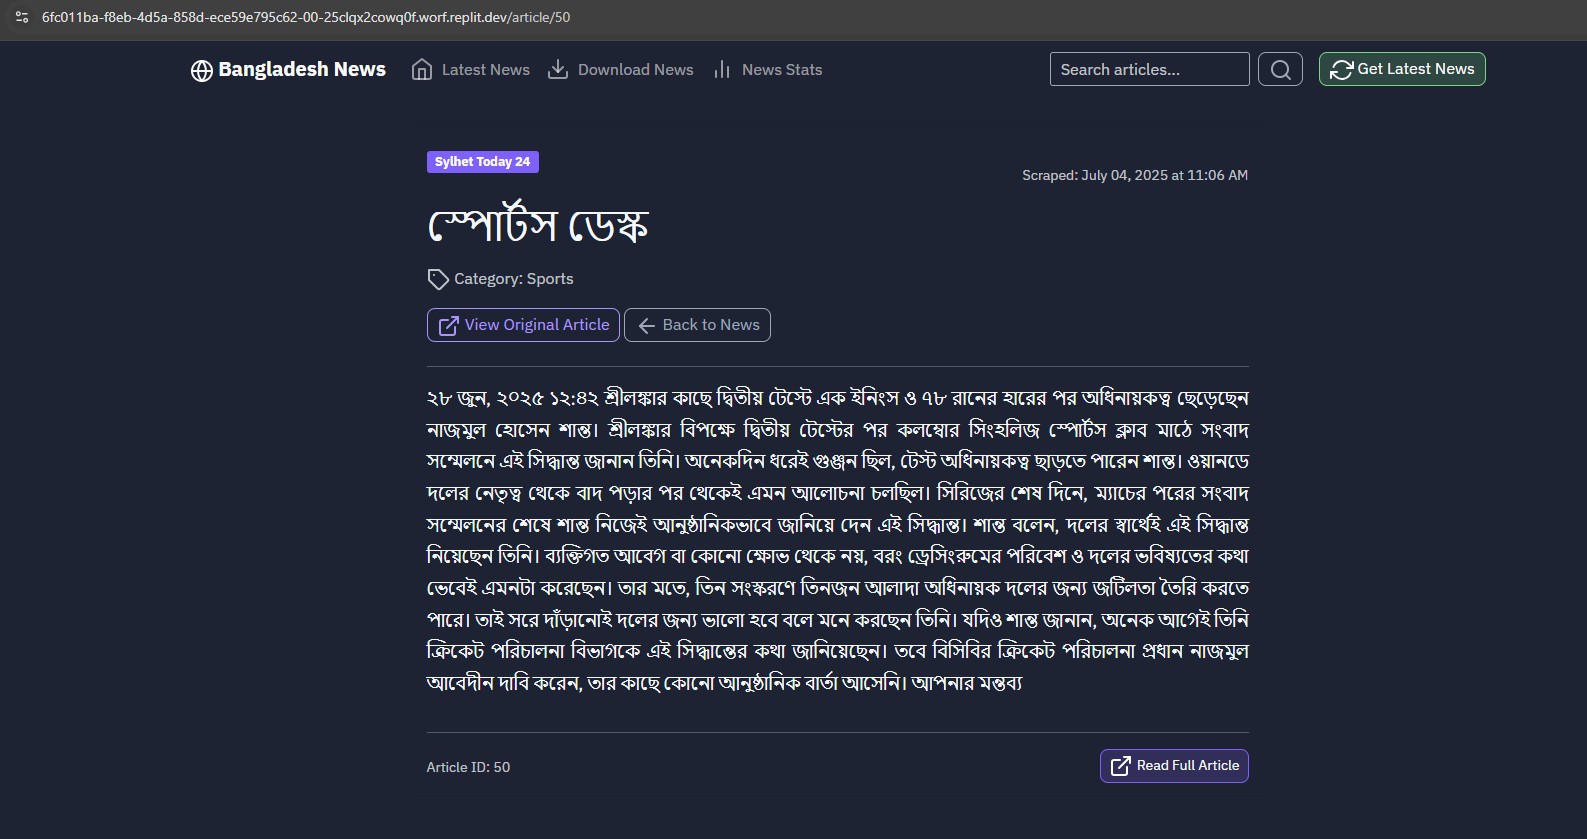 6fc011ba-f8eb-4d5a-858d-ece59e795c62-00-25clqx2cowq0f.worf.replit.dev/article/50
Bangladesh News Latest News Download News News Stats Search articles... Get Latest News
Sylhet Today 24
Scraped: July 04, 2025 at 11:06 AM
স্পোর্টস ডেস্ক
Category: Sports
View Original Article Back to News
২৮ জুন, ২০২৫ ১২:৪২ শ্রীলঙ্কার কাছে দ্বিতীয় টেস্টে এক ইনিংস ও ৭৮ রানের হারের পর অধিনায়কত্ব ছেড়েছেন
নাজমুল হোসেন শান্ত। শ্রীলঙ্কার বিপক্ষে দ্বিতীয় টেস্টের পর কলম্বোর সিংহলিজ স্পোর্টস ক্লাব মাঠে সংবাদ
সম্মেলনে এই সিদ্ধান্ত জানান তিনি। অনেকদিন ধরেই গুঞ্জন ছিল, টেস্ট অধিনায়কত্ব ছাড়তে পারেন শান্ত। ওয়ানডে
দলের নেতৃত্ব থেকে বাদ পড়ার পর থেকেই এমন আলোচনা চলছিল। সিরিজের শেষ দিনে, ম্যাচের পরের সংবাদ
সম্মেলনের শেষে শান্ত নিজেই আনুষ্ঠানিকভাবে জানিয়ে দেন এই সিদ্ধান্ত। শান্ত বলেন, দলের স্বার্থেই এই সিদ্ধান্ত
নিয়েছেন তিনি। ব্যক্তিগত আবেগ বা কোনো ক্ষোভ থেকে নয়, বরং ড্রেসিংরুমের পরিবেশ ও দলের ভবিষ্যতের কথা
ভেবেই এমনটা করেছেন। তার মতে, তিন সংস্করণে তিনজন আলাদা অধিনায়ক দলের জন্য জটিলতা তৈরি করতে
পারে। তাই সরে দাঁড়ানোই দলের জন্য ভালো হবে বলে মনে করছেন তিনি। যদিও শান্ত জানান, অনেক আগেই তিনি
ক্রিকেট পরিচালনা বিভাগকে এই সিদ্ধান্তের কথা জানিয়েছেন। তবে বিসিবির ক্রিকেট পরিচালনা প্রধান নাজমুল
আবেদীন দাবি করেন, তার কাছে কোনো আনুষ্ঠানিক বার্তা আসেনি। আপনার মন্তব্য
Article ID: 50
Read Full Article